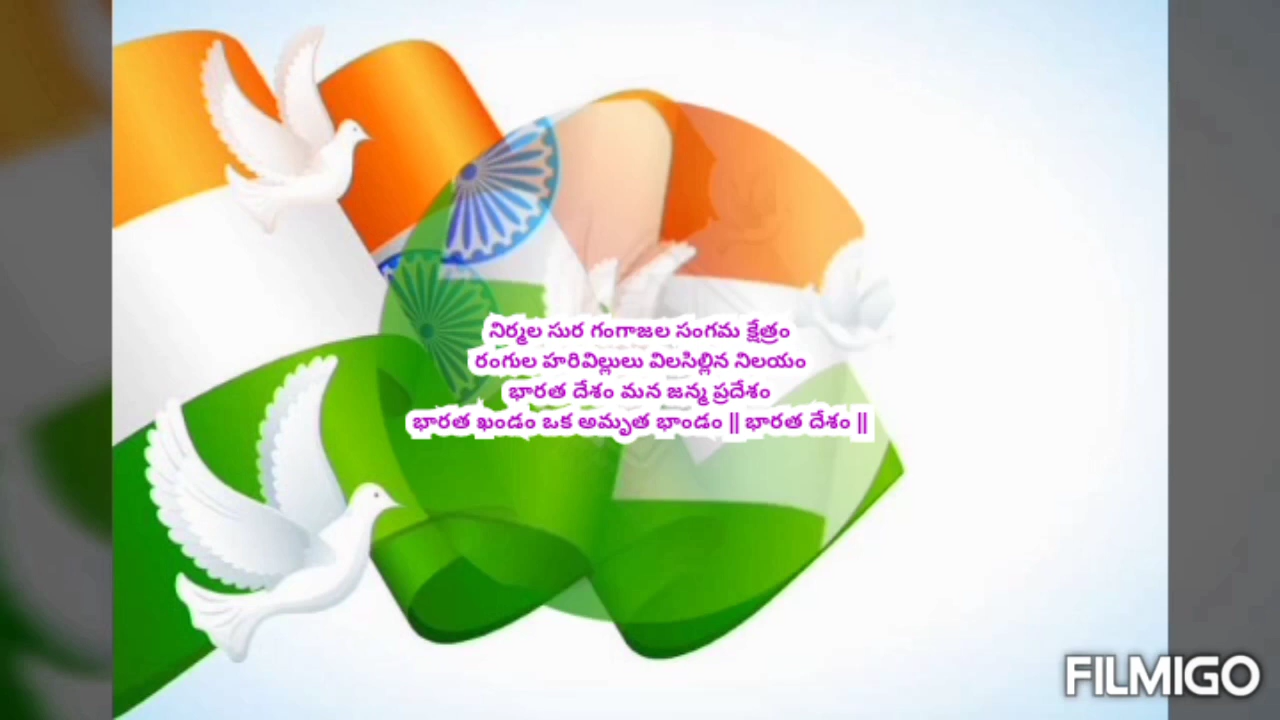 నిర్మల సుర గంగాజల సంగమ క్షేత్రం
రంగుల హరివిల్లులు విలసిల్లిన నిలయం
భారత దేశం మన జన్మ ప్రదేశం
భారత ఖండం ఒక అమృత భాండం || భారత దేశం ||
FILMIGO